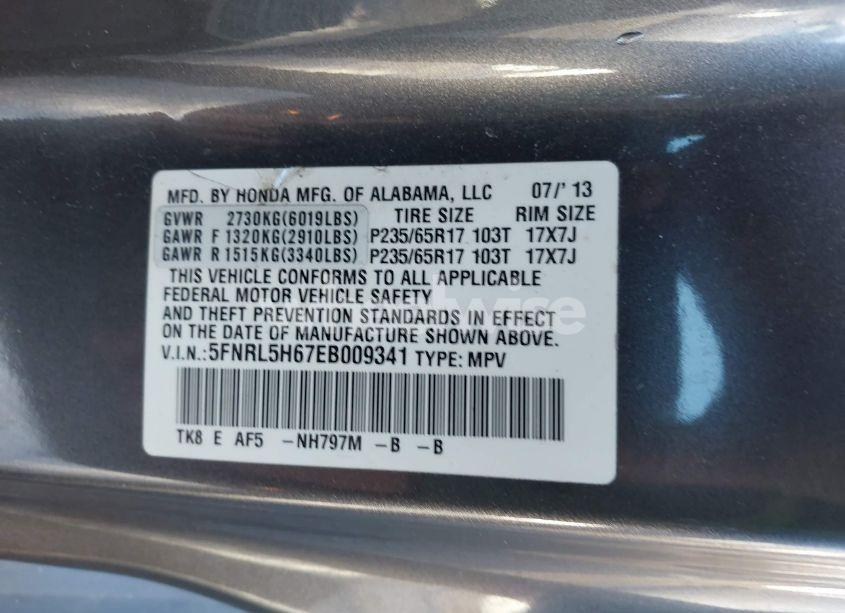 MFD. BY HONDA MFG. OF ALABAMA, LLC 07/'13
GVWR 2730KG(6019LBS) TIRE SIZE RIM SIZE
GAWR F 1320KG(2910LBS) P235/65R17 103T 17X7J
GAWR R 1515KG(3340LBS) P235/65R17 103T 17X7J
THIS VEHICLE CONFORMS TO ALL APPLICABLE
FEDERAL MOTOR VEHICLE SAFETY
AND THEFT PREVENTION STANDARDS IN EFFECT
ON THE DATE OF MANUFACTURE SHOWN ABOVE.
V.I.N.:5FNRL5H67EB009341 TYPE: MPV
TK8 E AF5 -NH797M -B -B